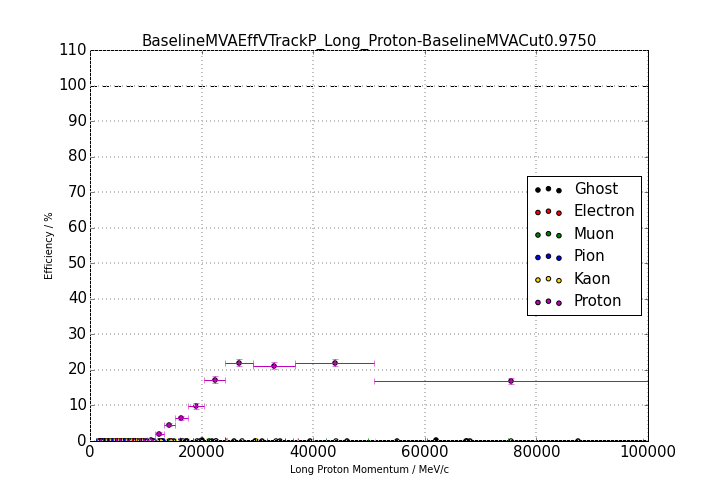 BaselineMVAEffVTrackP_Long_Proton-BaselineMVACut0.9750
110
100
90
80
70
60
50
40
30
20
10
0
Efficiency / %
Ghost
Electron
Muon
Pion
Kaon
Proton
0 20000 40000 60000 80000 100000
Long Proton Momentum / MeV/c